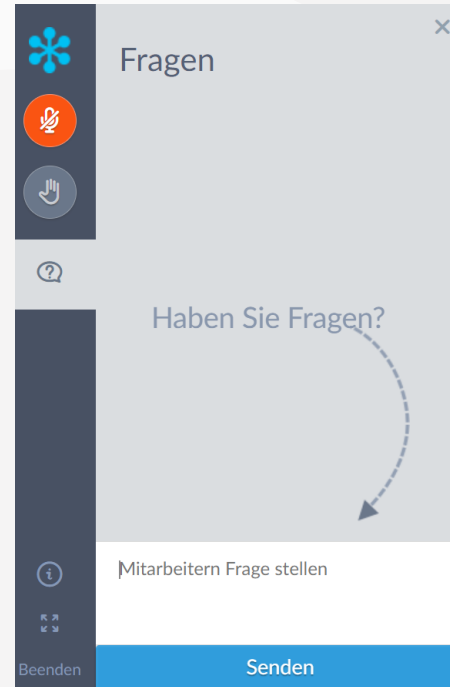 Fragen
Haben Sie Fragen?
Mitarbeitern Frage stellen
Beenden
Senden